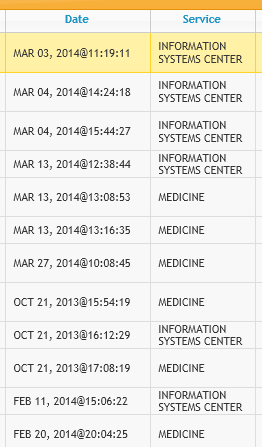 Date Service
MAR 03, 2014@11:19:11 INFORMATION
SYSTEMS CENTER
MAR 04, 2014@14:24:18 INFORMATION
SYSTEMS CENTER
MAR 04, 2014@15:44:27 INFORMATION
SYSTEMS CENTER
MAR 13, 2014@12:38:44 INFORMATION
SYSTEMS CENTER
MAR 13, 2014@13:08:53 MEDICINE
MAR 13, 2014@13:16:35 MEDICINE
MAR 27, 2014@10:08:45 MEDICINE
OCT 21, 2013@15:54:19 MEDICINE
OCT 21, 2013@16:12:29 INFORMATION
SYSTEMS CENTER
OCT 21, 2013@17:08:19 MEDICINE
FEB 11, 2014@15:06:22 INFORMATION
SYSTEMS CENTER
FEB 20, 2014@20:04:25 MEDICINE